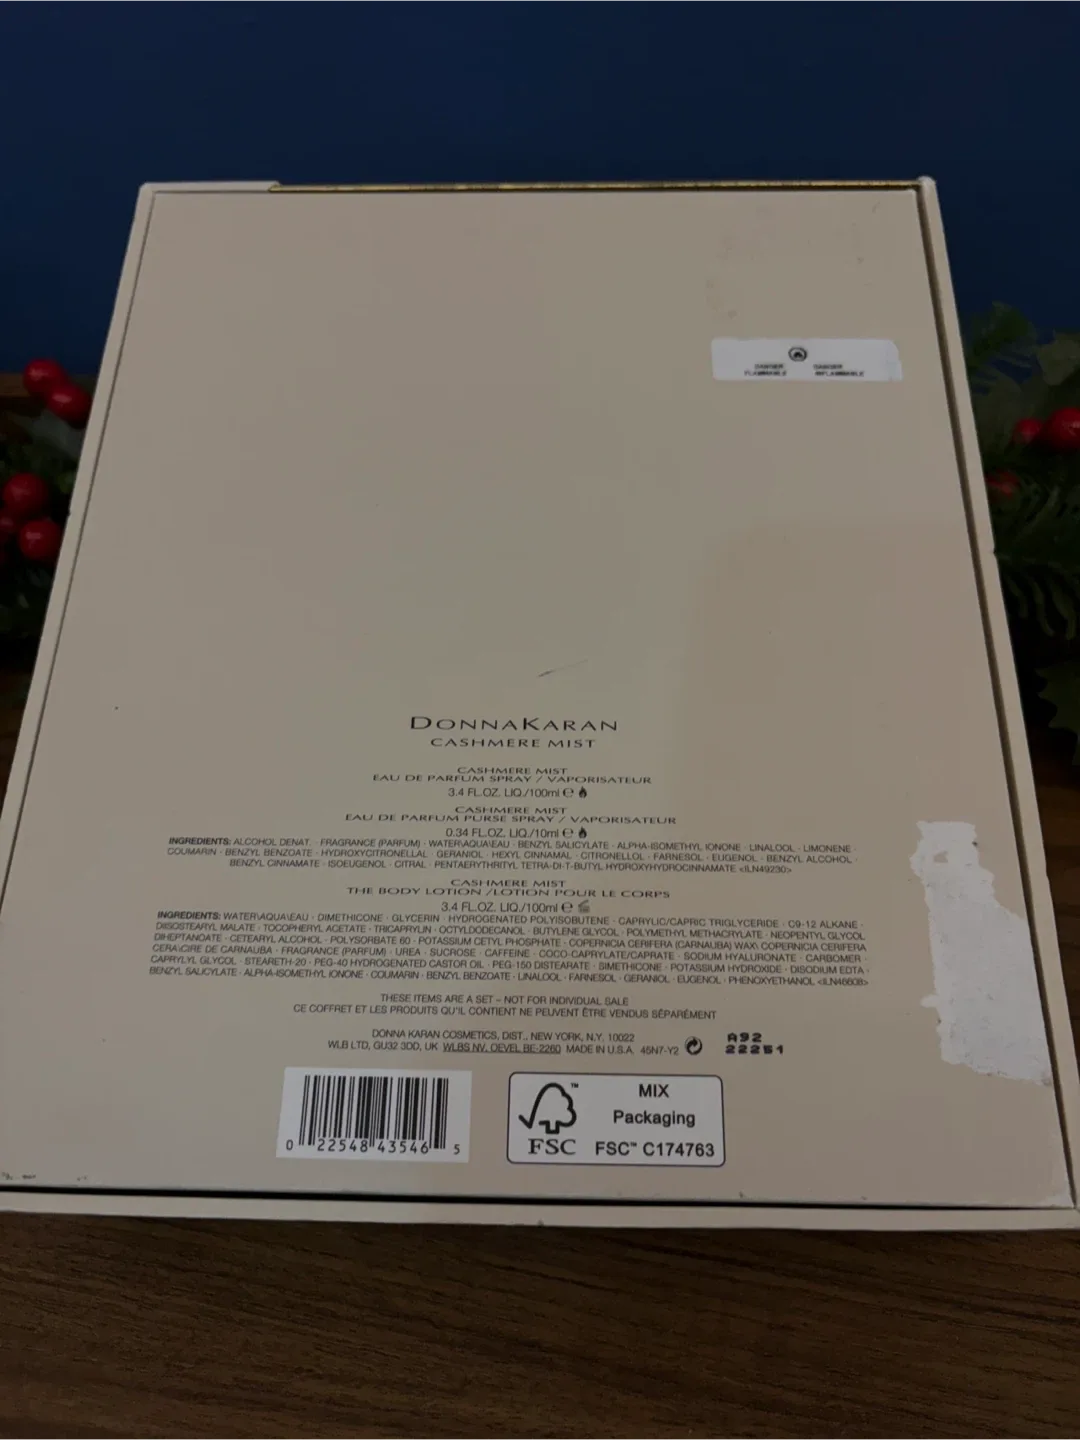 DANGER DANGER
FLAMMABLE INFLAMMABLE
DONNAKARAN
CASHMERE MIST
CASHMERE MIST
EAU DE PARFUM SPRAY / VAPORISATEUR
3.4 FL.OZ. LIQ./100ml ℮
CASHMERE MIST
EAU DE PARFUM PURSE SPRAY / VAPORISATEUR
0.34 FL.OZ. LIQ./10ml ℮
INGREDIENTS: ALCOHOL DENAT. · FRAGRANCE (PARFUM) · WATER\AQUA\EAU · BENZYL SALICYLATE · ALPHA-ISOMETHYL IONONE · LINALOOL · LIMONENE ·
COUMARIN · BENZYL BENZOATE · HYDROXYCITRONELLAL · GERANIOL · HEXYL CINNAMAL · CITRONELLOL · FARNESOL · EUGENOL · BENZYL ALCOHOL ·
BENZYL CINNAMATE · ISOEUGENOL · CITRAL · PENTAERYTHRITYL TETRA-DI-T-BUTYL HYDROXYHYDROCINNAMATE <ILN49230>
CASHMERE MIST
THE BODY LOTION /LOTION POUR LE CORPS
3.4 FL.OZ. LIQ./100ml ℮
INGREDIENTS: WATER\AQUA\EAU · DIMETHICONE · GLYCERIN · HYDROGENATED POLYISOBUTENE · CAPRYLIC/CAPRIC TRIGLYCERIDE · C9-12 ALKANE ·
DIISOSTEARYL MALATE · TOCOPHERYL ACETATE · TRICAPRYLIN · OCTYLDODECANOL · BUTYLENE GLYCOL · POLYMETHYL METHACRYLATE · NEOPENTYL GLYCOL
DIHEPTANOATE · CETEARYL ALCOHOL · POLYSORBATE 60 · POTASSIUM CETYL PHOSPHATE · COPERNICIA CERIFERA (CARNAUBA) WAX\ COPERNICIA CERIFERA
CERA\CIRE DE CARNAUBA · FRAGRANCE (PARFUM) · UREA · SUCROSE · CAFFEINE · COCO-CAPRYLATE/CAPRATE · SODIUM HYALURONATE · CARBOMER ·
CAPRYLYL GLYCOL · STEARETH-20 · PEG-40 HYDROGENATED CASTOR OIL · PEG-150 DISTEARATE · SIMETHICONE · POTASSIUM HYDROXIDE · DISODIUM EDTA ·
BENZYL SALICYLATE · ALPHA-ISOMETHYL IONONE · COUMARIN · BENZYL BENZOATE · LINALOOL · FARNESOL · GERANIOL · EUGENOL · PHENOXYETHANOL <ILN46608>
THESE ITEMS ARE A SET – NOT FOR INDIVIDUAL SALE
CE COFFRET ET LES PRODUITS QU'IL CONTIENT NE PEUVENT ÊTRE VENDUS SÉPARÉMENT
DONNA KARAN COSMETICS, DIST., NEW YORK, N.Y. 10022
WLB LTD, GU32 3DD, UK WLBS NV, OEVEL BE-2260 MADE IN U.S.A. 45N7-Y2
A92
22251
0 22548 43546 5
FSC™
MIX
Packaging
FSC™ C174763